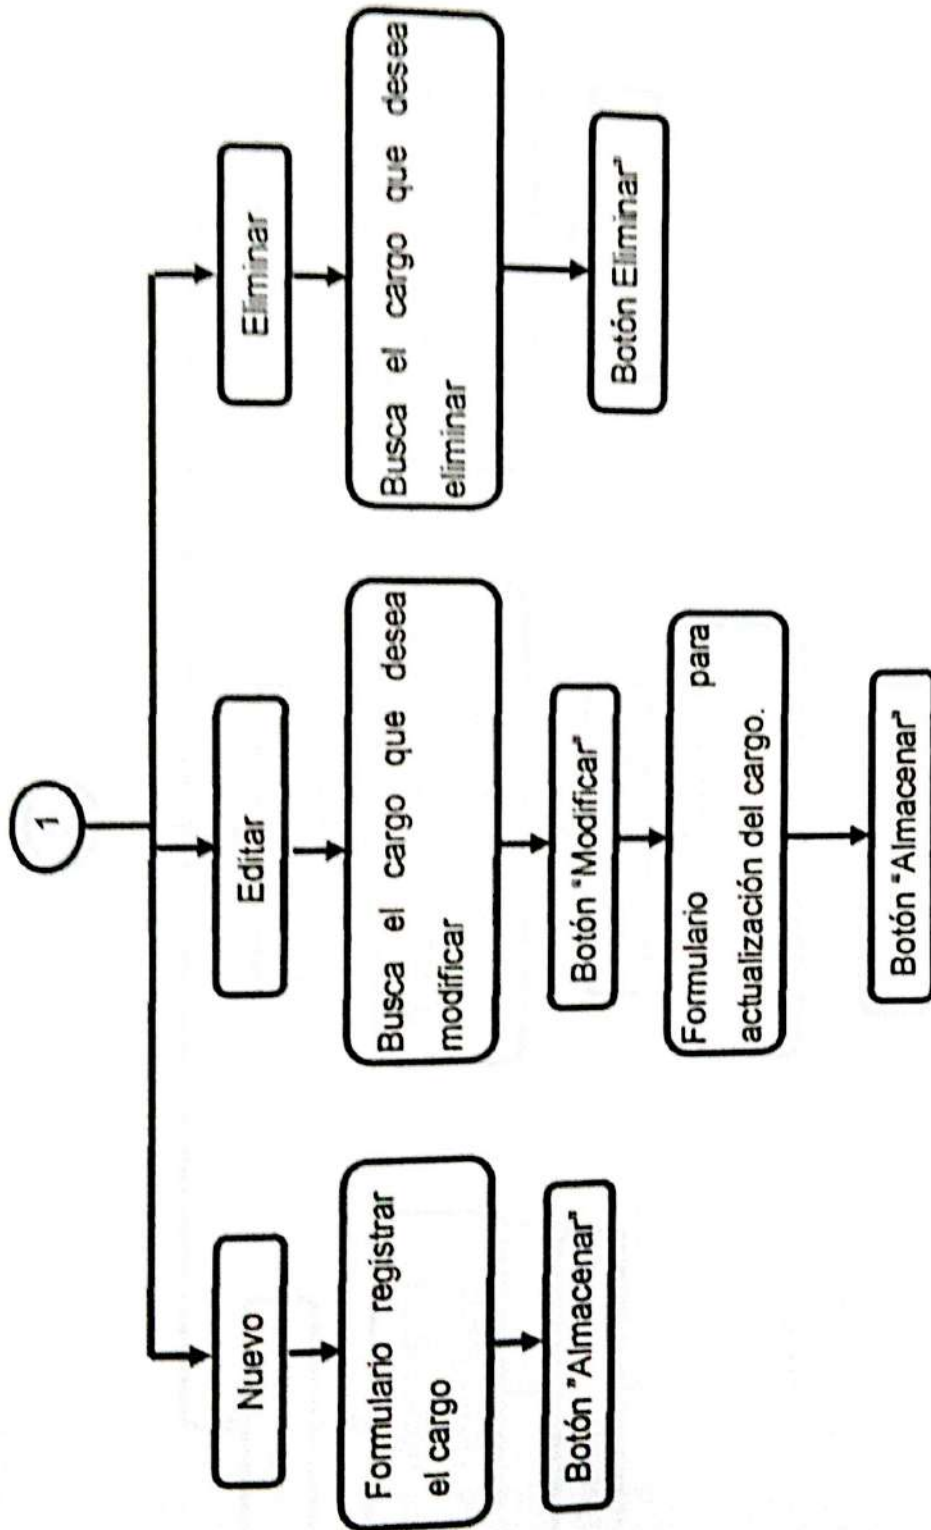 1
Nuevo
Formulario registrar
el cargo
Botón "Almacenar"
Editar
Busca el cargo que desea
modificar
Botón "Modificar"
Formulario para
actualización del cargo.
Botón "Almacenar"
Eliminar
Busca el cargo que desea
eliminar
Botón Eliminar"